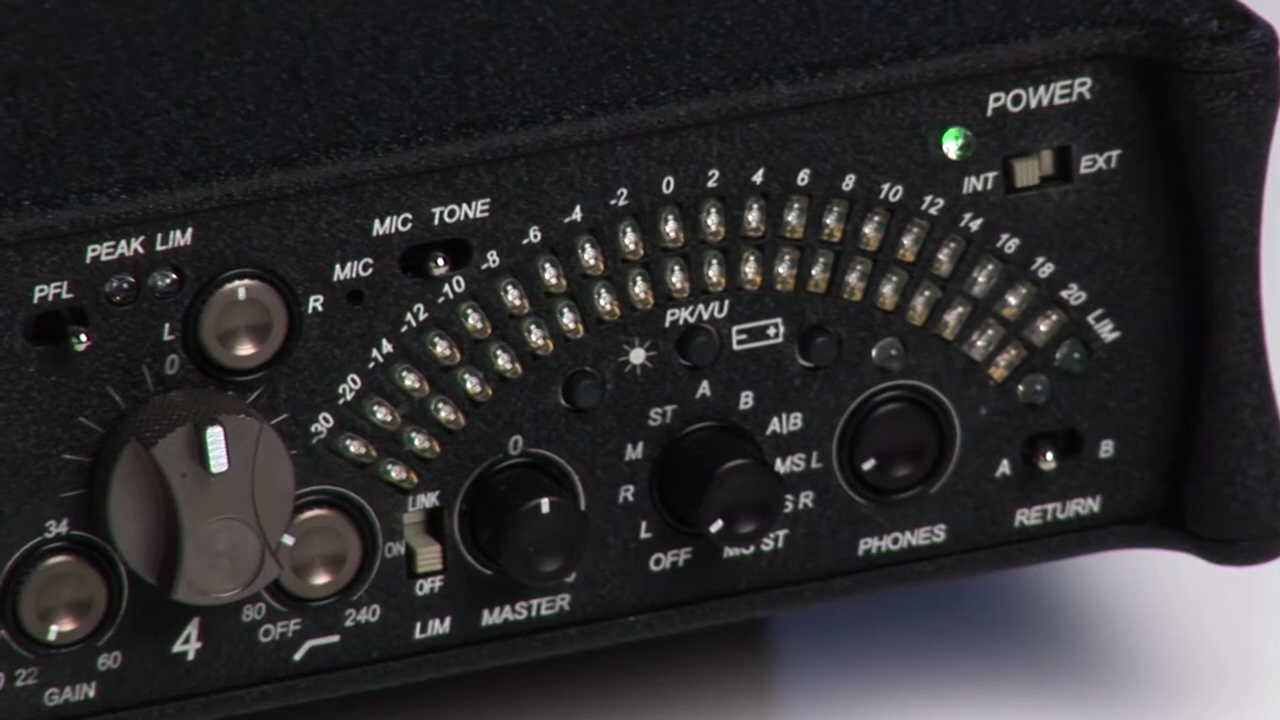 POWER
INT EXT
PEAK LIM
MIC TONE
PFL
MIC
L R
0
-30 -20 -14 -12 -10 -8 -6 -4 -2 0 2 4 6 8 10 12 14 16 18 20 LIM
PK/VU
- +
LINK
ON
OFF
LIM
0
MASTER
OFF L R M ST A B A|B MS L R ST
PHONES
A B
RETURN
34
22 60
GAIN
4
80 240
OFF